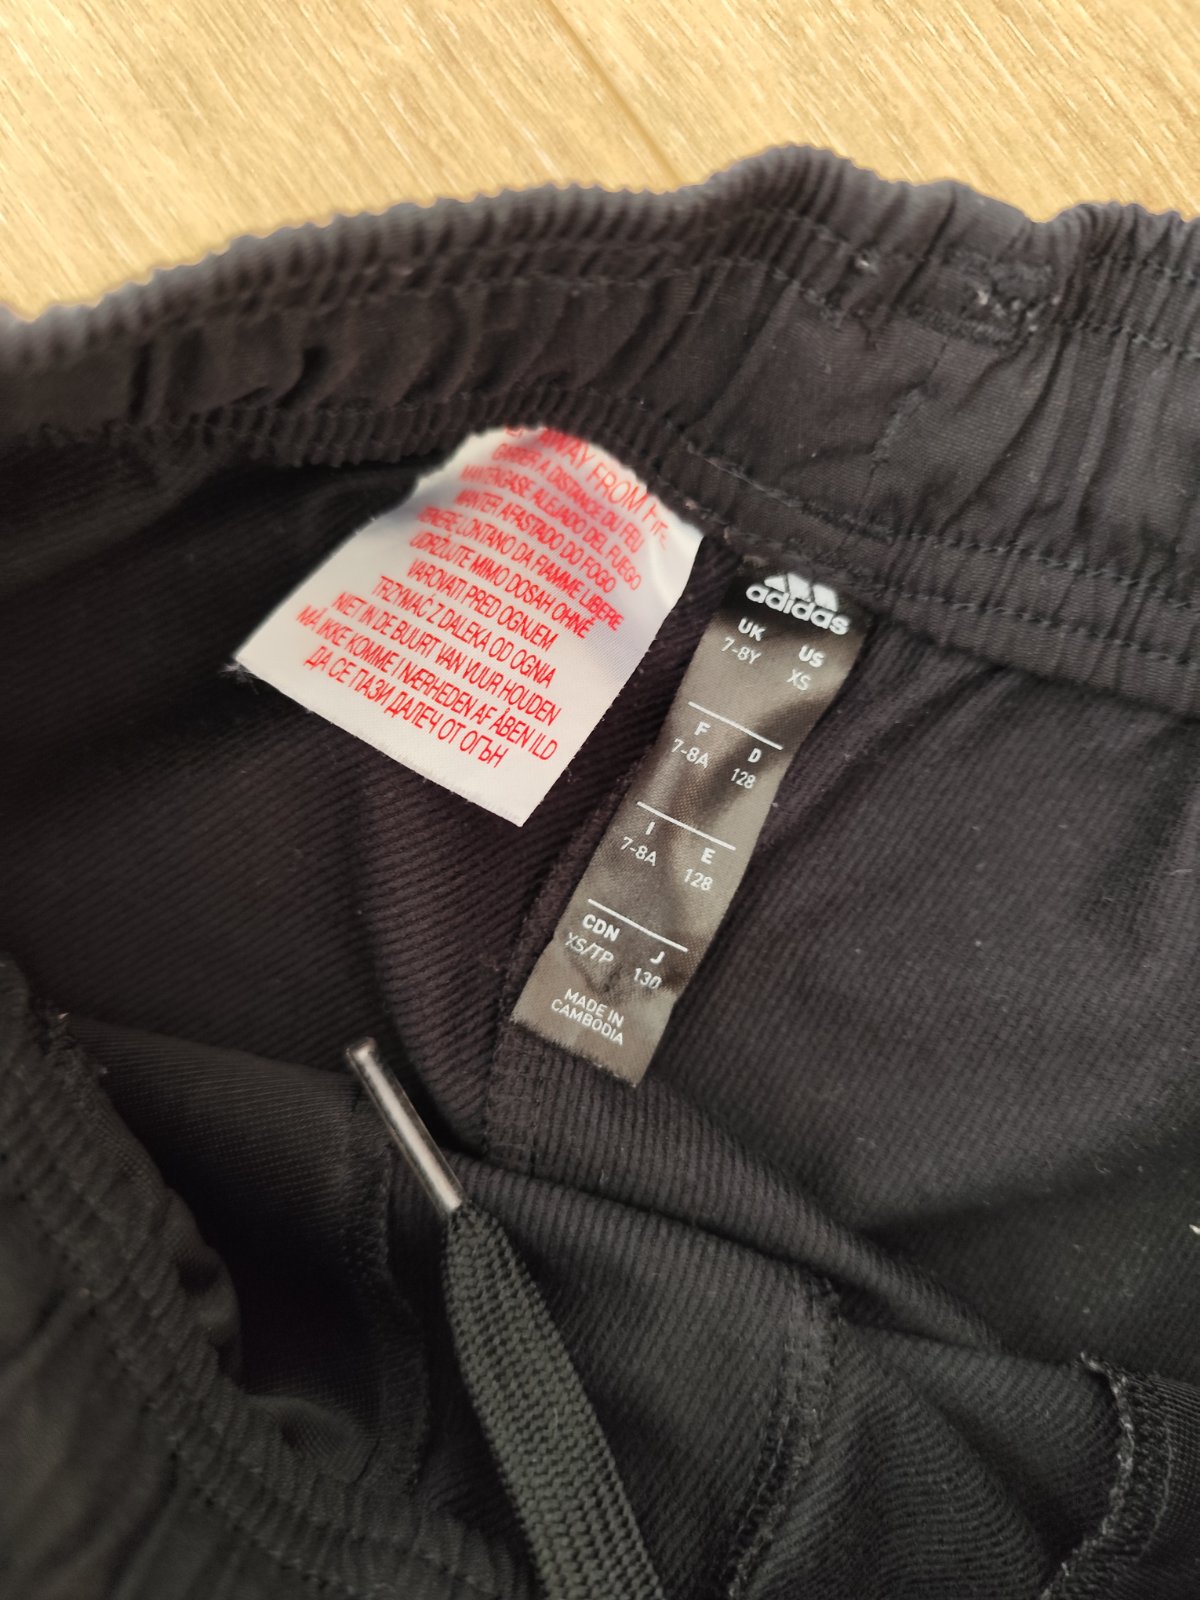 AWAY FROM
GARDER A DISTANCE DU FEU
MANTENGASE ALEJADO DEL FUEGO
MANTER AFASTADO DO FOGO
TENERE LONTANO DA FIAMME LIBERE
UDRŽUJTE MIMO DOSAH OHNĚ
VAROVATI PRED OGNJEM
TRZYMAĆ Z DALEKA OD OGNIA
NIET IN DE BUURT VAN VUUR HOUDEN
MÅ IKKE KOMME I NÆRHEDEN AF ÅBEN ILD
ДА СЕ ПАЗИ ДАЛЕЧ ОТ ОГЪН
adidas
UK US
7-8Y XS
F D
7-8A 128
I E
7-8A 128
CDN J
XS/TP 130
MADE IN
CAMBODIA